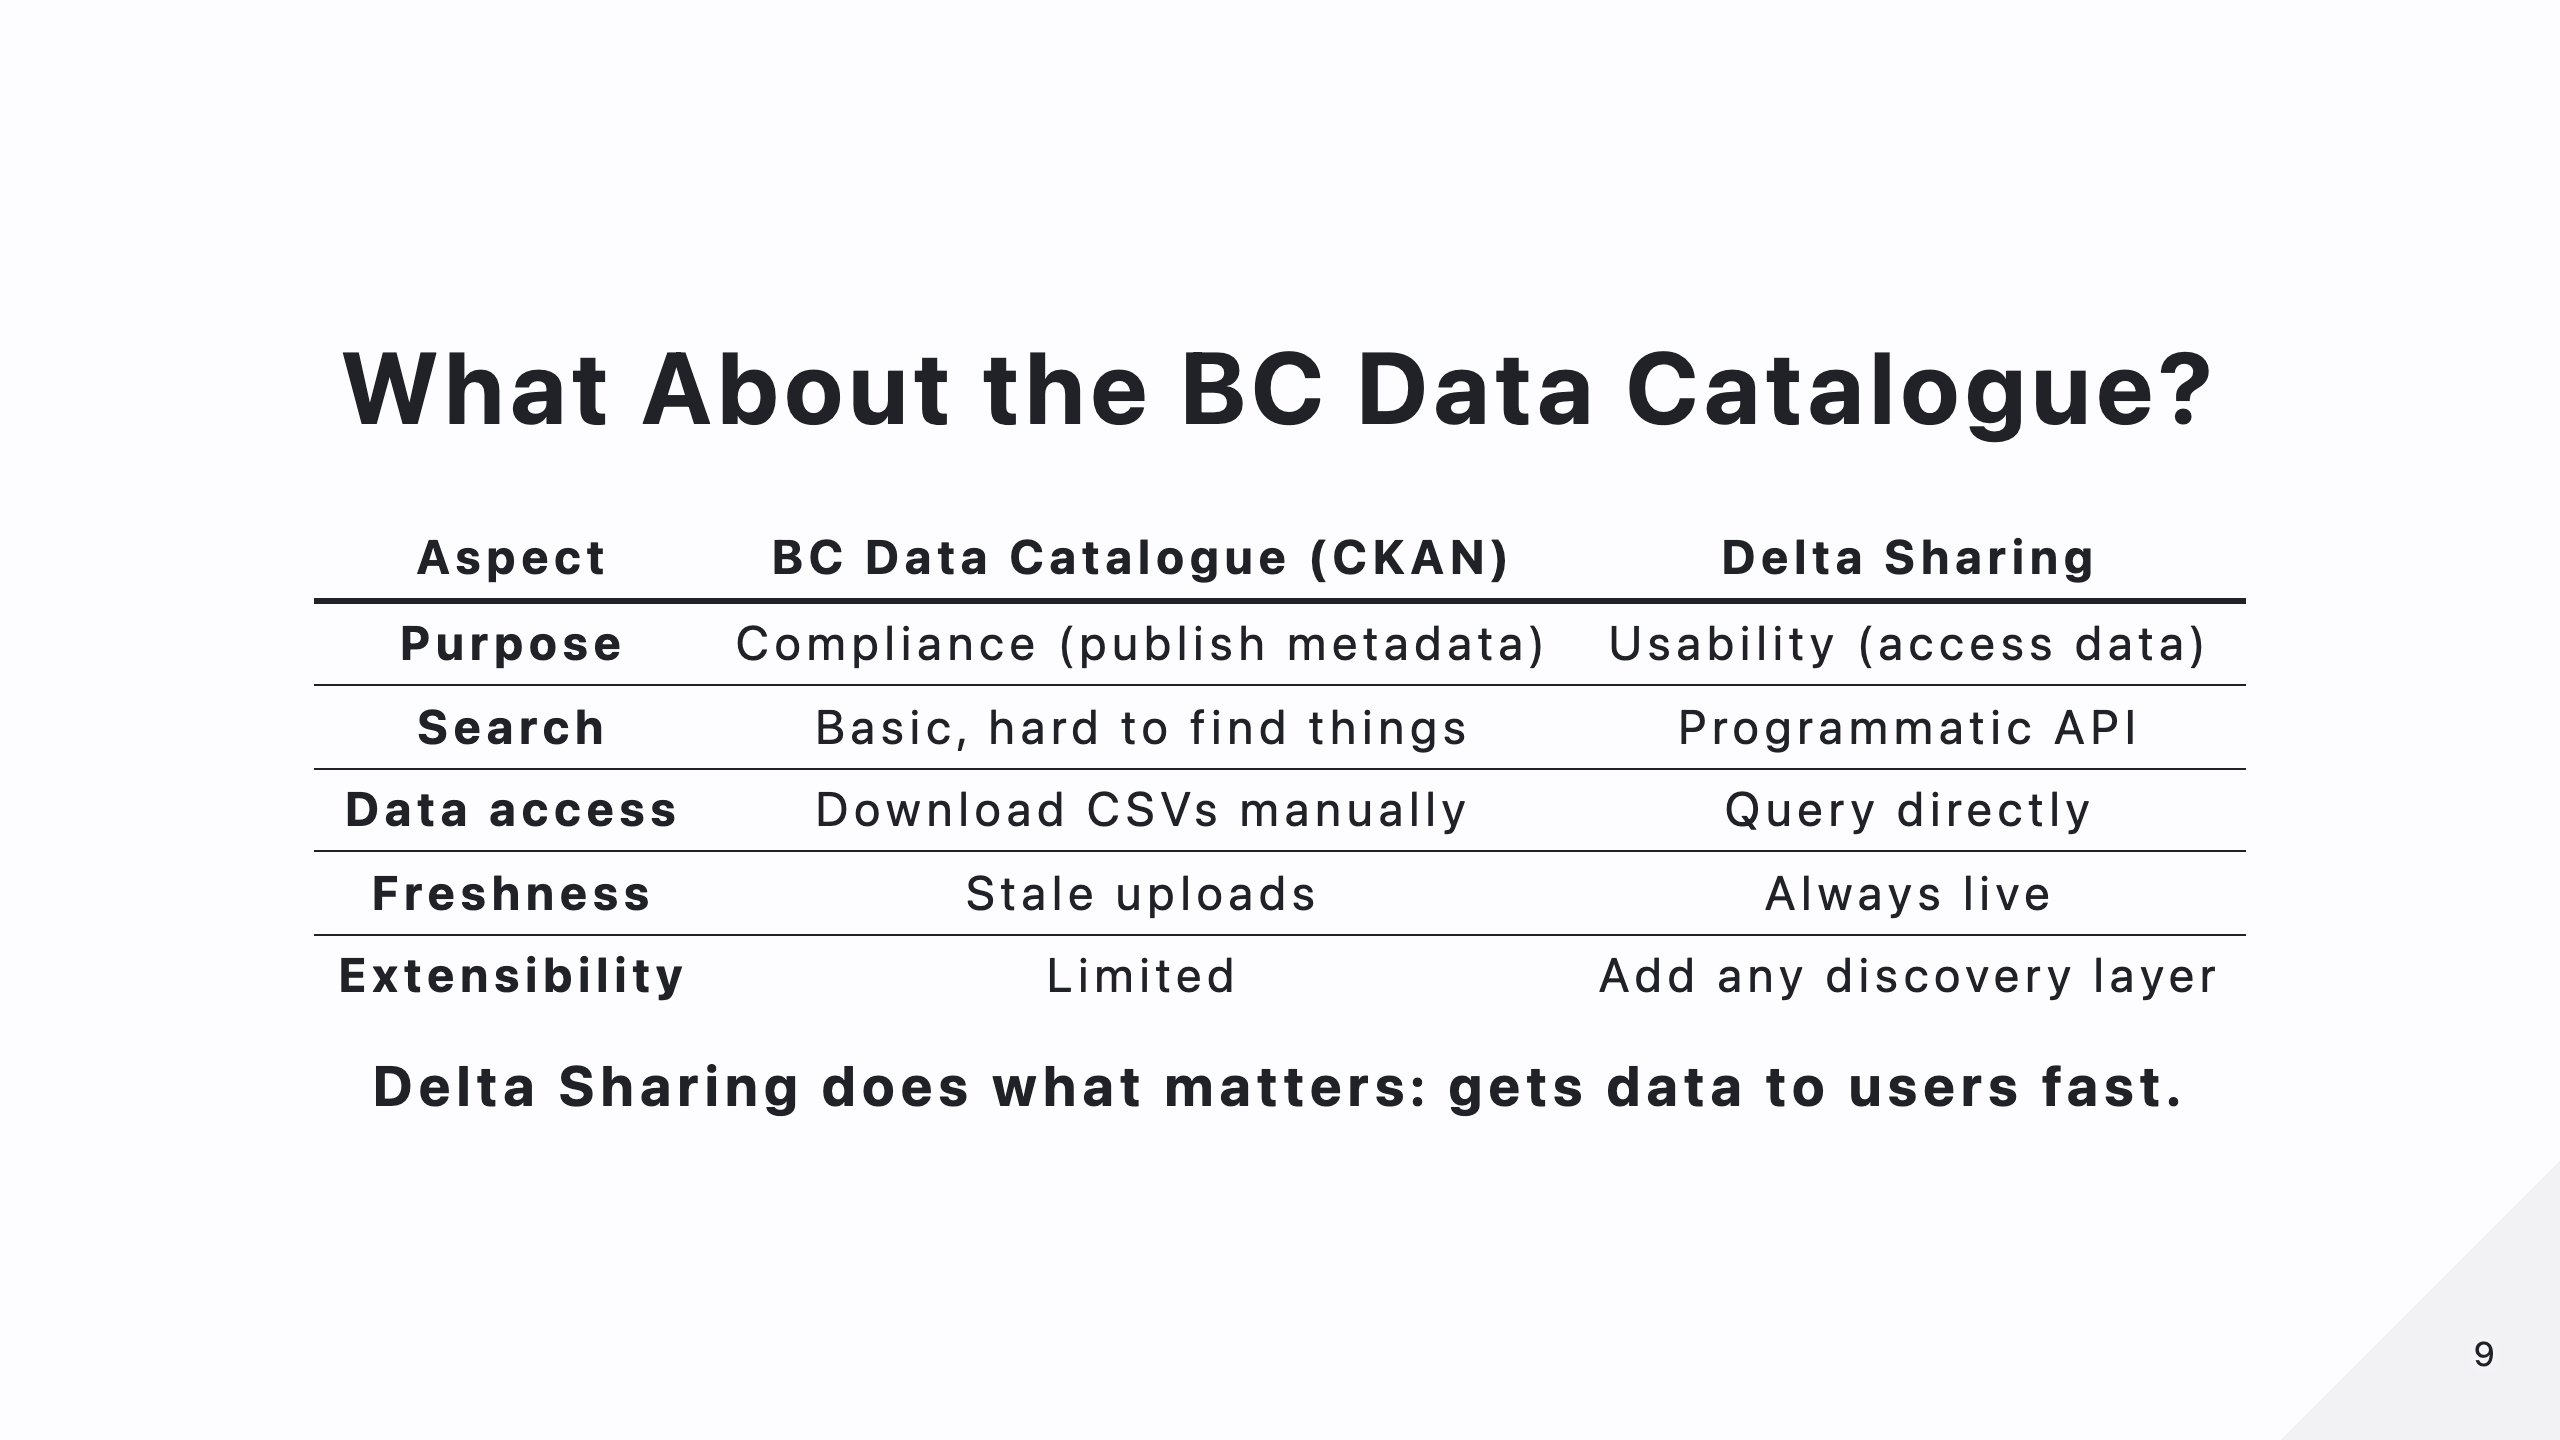 What About the BC Data Catalogue?
Aspect BC Data Catalogue (CKAN) Delta Sharing
Purpose Compliance (publish metadata) Usability (access data)
Search Basic, hard to find things Programmatic API
Data access Download CSVs manually Query directly
Freshness Stale uploads Always live
Extensibility Limited Add any discovery layer
Delta Sharing does what matters: gets data to users fast.
9